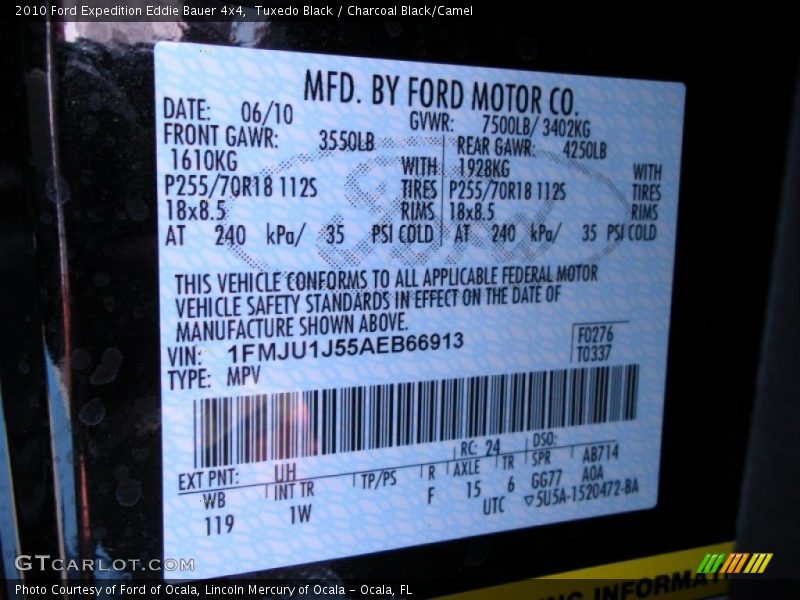 2010 Ford Expedition Eddie Bauer 4x4, Tuxedo Black / Charcoal Black/Camel
MFD. BY FORD MOTOR CO.
DATE: 06/10 GVWR: 7500LB/ 3402KG
FRONT GAWR: 3550LB REAR GAWR: 4250LB
1610KG WITH 1928KG WITH
P255/70R18 112S TIRES P255/70R18 112S TIRES
18x8.5 RIMS 18x8.5 RIMS
AT 240 kPa/ 35 PSI COLD AT 240 kPa/ 35 PSI COLD
THIS VEHICLE CONFORMS TO ALL APPLICABLE FEDERAL MOTOR
VEHICLE SAFETY STANDARDS IN EFFECT ON THE DATE OF
MANUFACTURE SHOWN ABOVE.
VIN: 1FMJU1J55AEB66913 F0276
TYPE: MPV T0337
EXT PNT: UH RC: 24 DSO:
WB INT TR TP/PS R AXLE TR SPR AB714
119 1W F 15 6 GG77 AOA
UTC ▽5U5A-1520472-BA
GTCARLOT.COM
Photo Courtesy of Ford of Ocala, Lincoln Mercury of Ocala - Ocala, FL